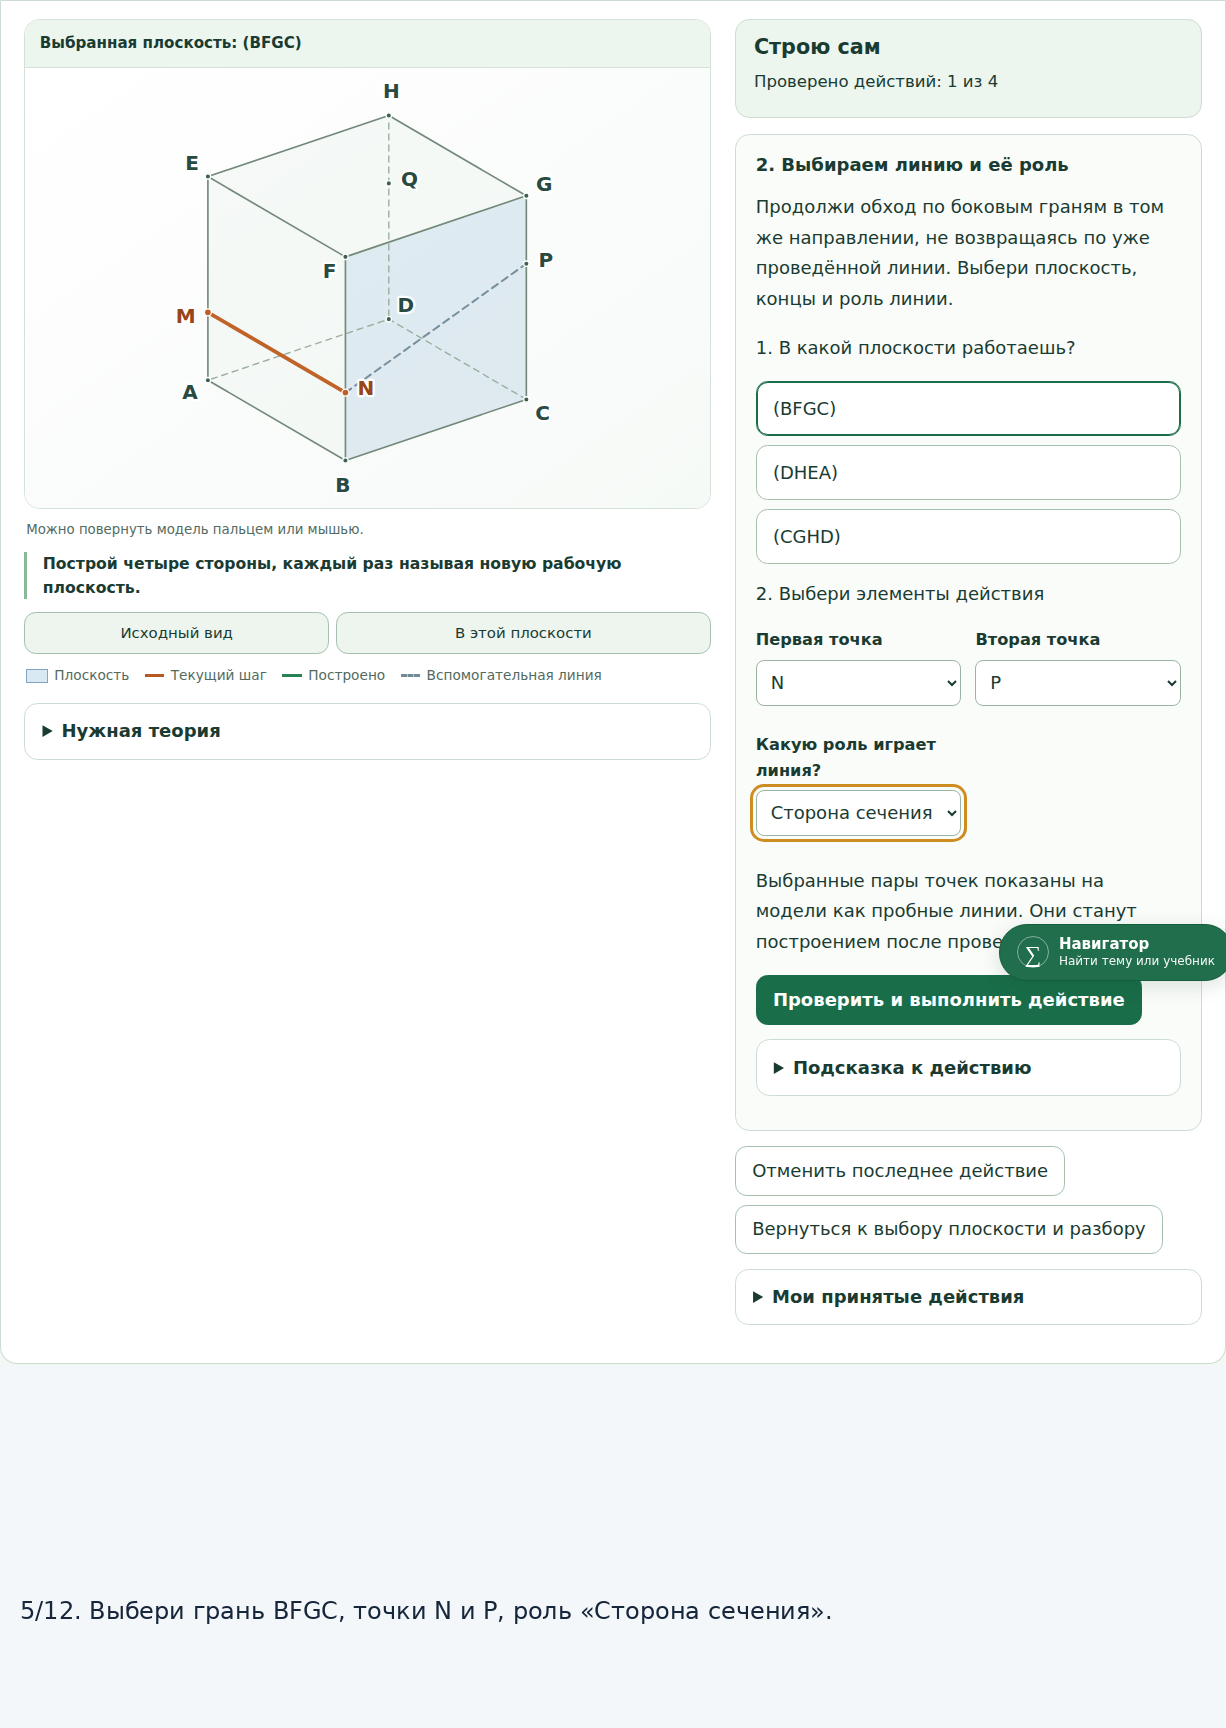 Выбранная плоскость: (BFGC)
H
E
Q
G
P
F
D
M
N
A
C
B
Можно повернуть модель пальцем или мышью.
Построй четыре стороны, каждый раз называя новую рабочую
плоскость.
Исходный вид
В этой плоскости
Плоскость
Текущий шаг
Построено
Вспомогательная линия
Нужная теория
Строю сам
Проверено действий: 1 из 4
2. Выбираем линию и её роль
Продолжи обход по боковым граням в том
же направлении, не возвращаясь по уже
проведённой линии. Выбери плоскость,
концы и роль линии.
1. В какой плоскости работаешь?
(BFGC)
(DHEA)
(CGHD)
2. Выбери элементы действия
Первая точка
Вторая точка
N
P
Какую роль играет
линия?
Сторона сечения
Выбранные пары точек показаны на
модели как пробные линии. Они станут
построением после
∑
Навигатор
Найти тему или учебник
Проверить и выполнить действие
Подсказка к действию
Отменить последнее действие
Вернуться к выбору плоскости и разбору
Мои принятые действия
5/12. Выбери грань BFGC, точки N и P, роль «Сторона сечения».